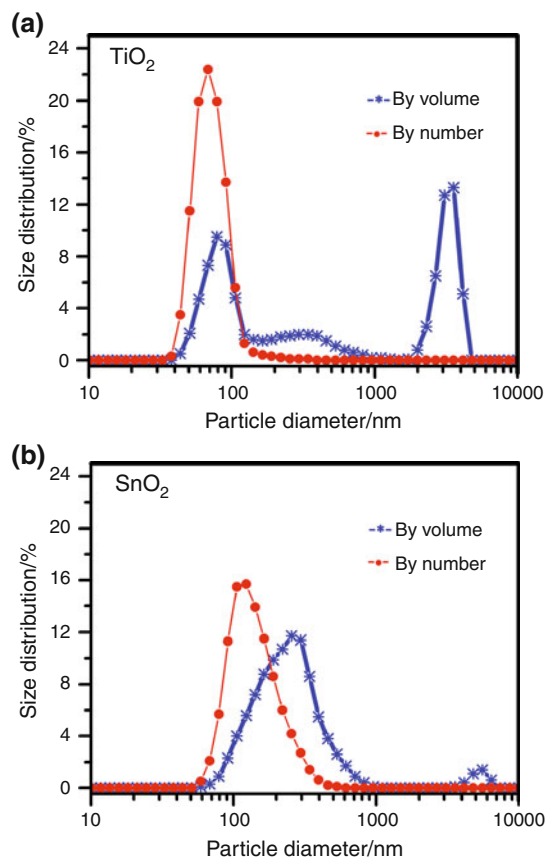 (a)
TiO₂
By volume
By number
Size distribution/%
24
20
16
12
8
4
0
10 100 1000 10000
Particle diameter/nm
(b)
SnO₂
By volume
By number
Size distribution/%
24
20
16
12
8
4
0
10 100 1000 10000
Particle diameter/nm